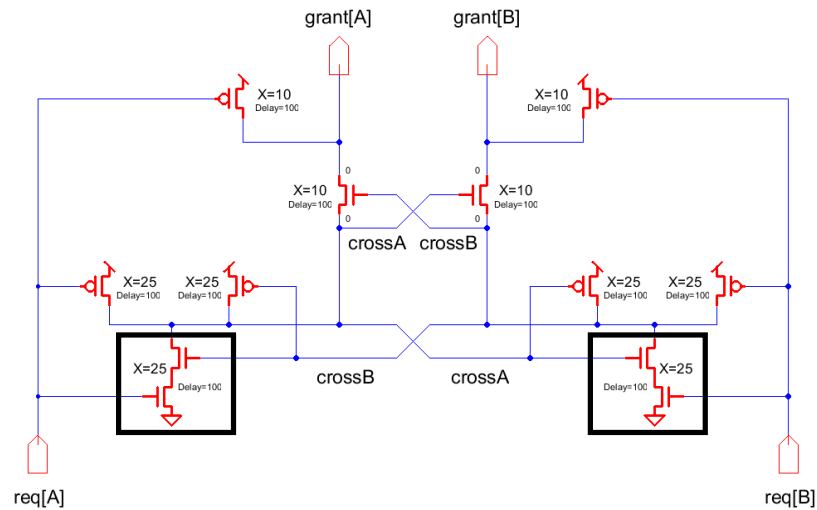 grant[A] grant[B]
X=10 X=10
Delay=100 Delay=100
0 0
X=10 X=10
Delay=100 Delay=100
0 0
crossA crossB
X=25 X=25 X=25 X=25
Delay=100 Delay=100 Delay=100 Delay=100
X=25 X=25
crossB crossA
Delay=100 Delay=100
req[A] req[B]